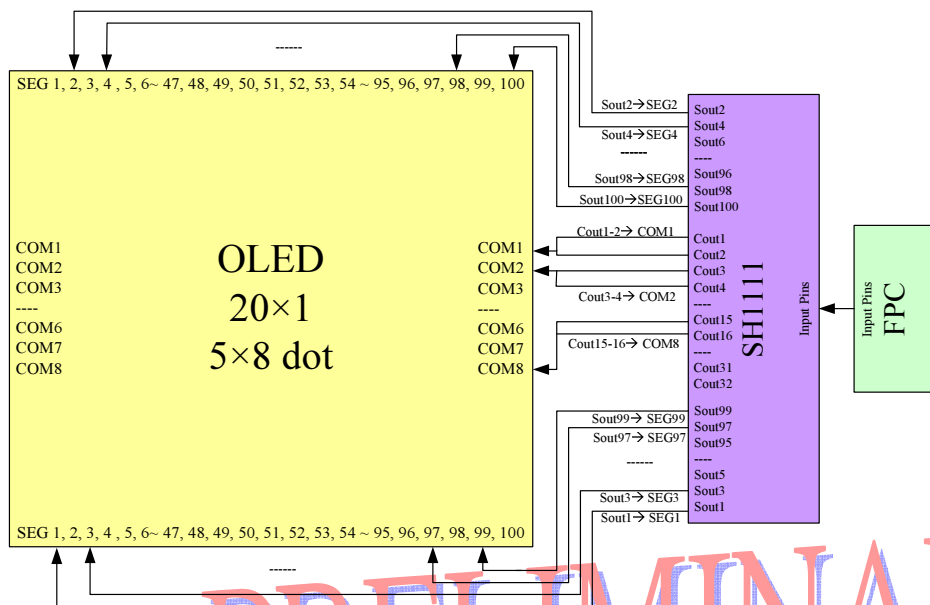 ------
SEG 1, 2, 3, 4 , 5, 6~ 47, 48, 49, 50, 51, 52, 53, 54 ~ 95, 96, 97, 98, 99, 100
COM1
COM2
COM3
----
COM6
COM7
COM8
OLED
20×1
5×8 dot
COM1
COM2
COM3
----
COM6
COM7
COM8
SEG 1, 2, 3, 4 , 5, 6~ 47, 48, 49, 50, 51, 52, 53, 54 ~ 95, 96, 97, 98, 99, 100
------
Sout2→SEG2
Sout4→SEG4
------
Sout98→SEG98
Sout100→SEG100
Cout1-2→ COM1
Cout3-4→ COM2
Cout15-16→ COM8
Sout99→ SEG99
Sout97→ SEG97
------
Sout3→ SEG3
Sout1→ SEG1
Sout2
Sout4
Sout6
----
Sout96
Sout98
Sout100
Cout1
Cout2
Cout3
Cout4
----
Cout15
Cout16
----
Cout31
Cout32
Sout99
Sout97
Sout95
----
Sout5
Sout3
Sout1
SH1111
Input Pins
Input Pins
FPC